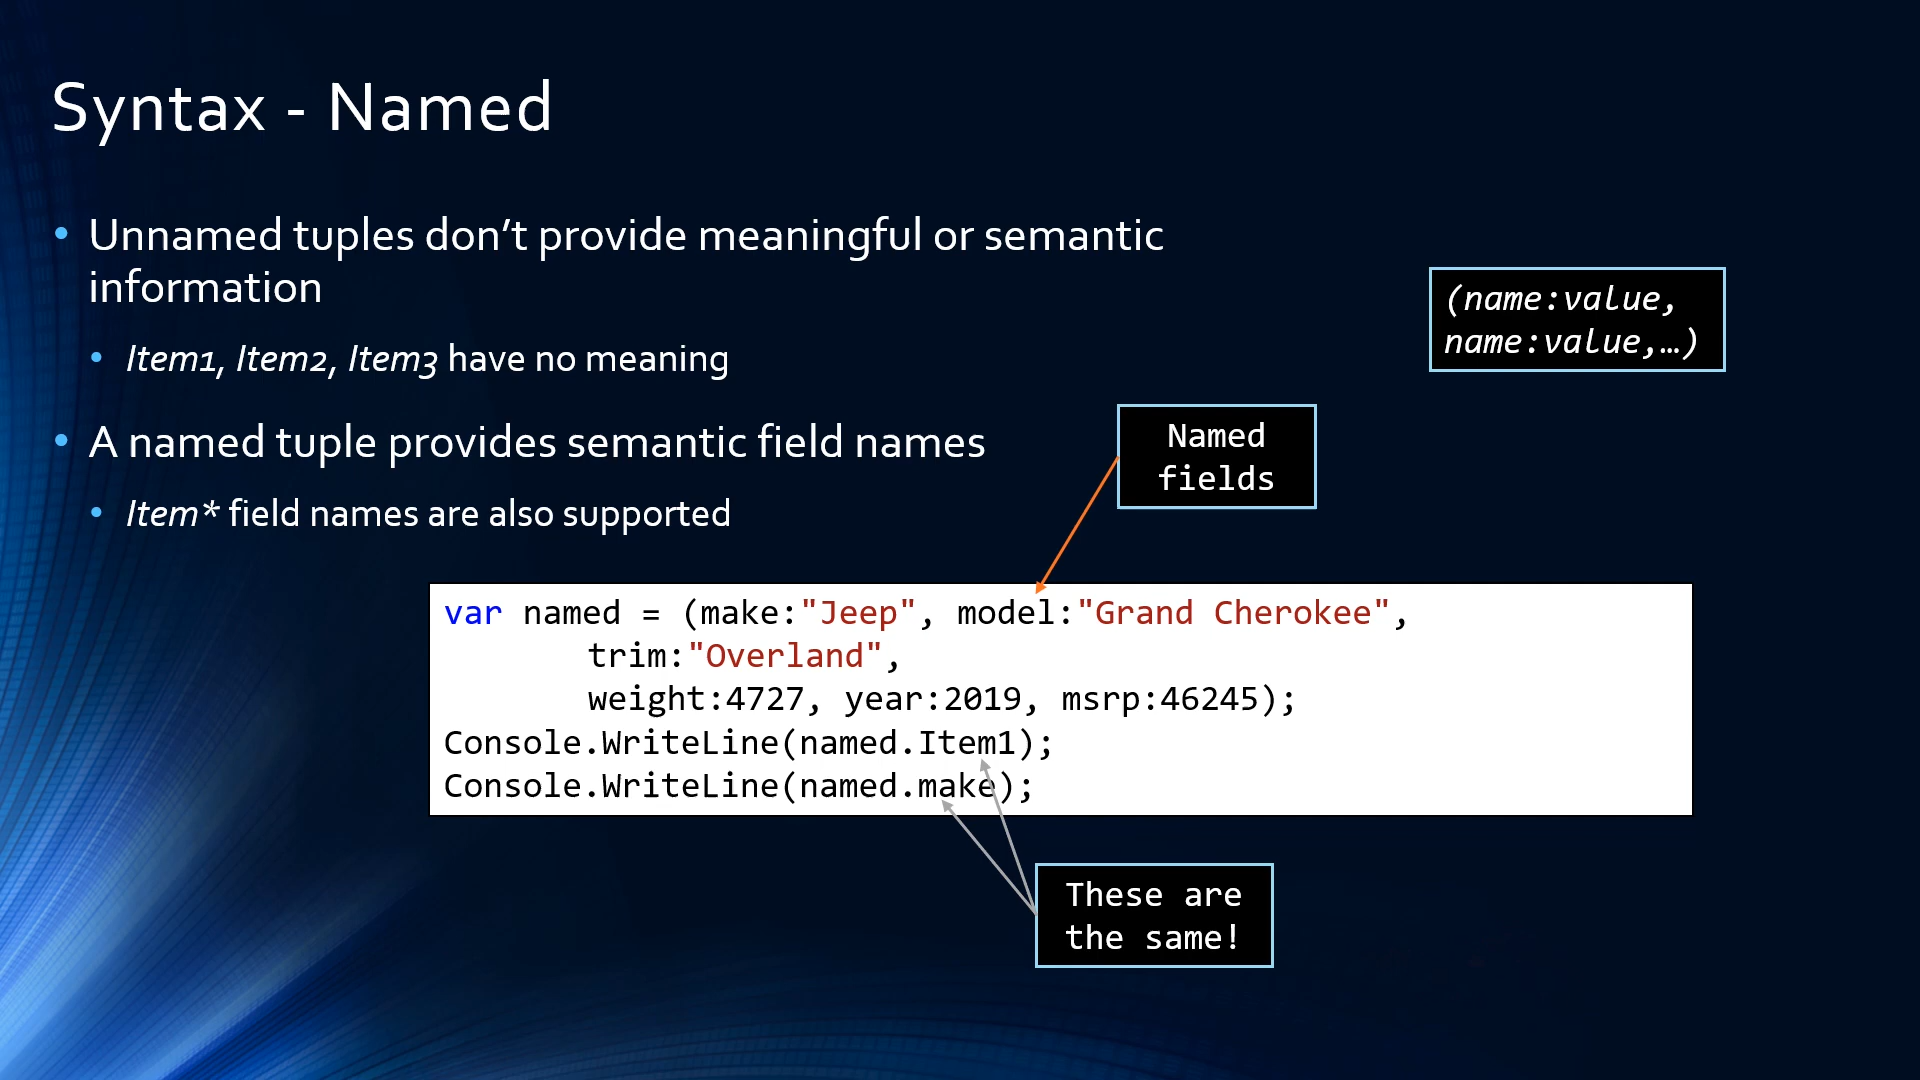 Syntax - Named
• Unnamed tuples don’t provide meaningful or semantic
information
• Item1, Item2, Item3 have no meaning
• A named tuple provides semantic field names
• Item* field names are also supported
(name:value,
name:value,…)
Named
fields
var named = (make:"Jeep", model:"Grand Cherokee",
trim:"Overland",
weight:4727, year:2019, msrp:46245);
Console.WriteLine(named.Item1);
Console.WriteLine(named.make);
These are
the same!